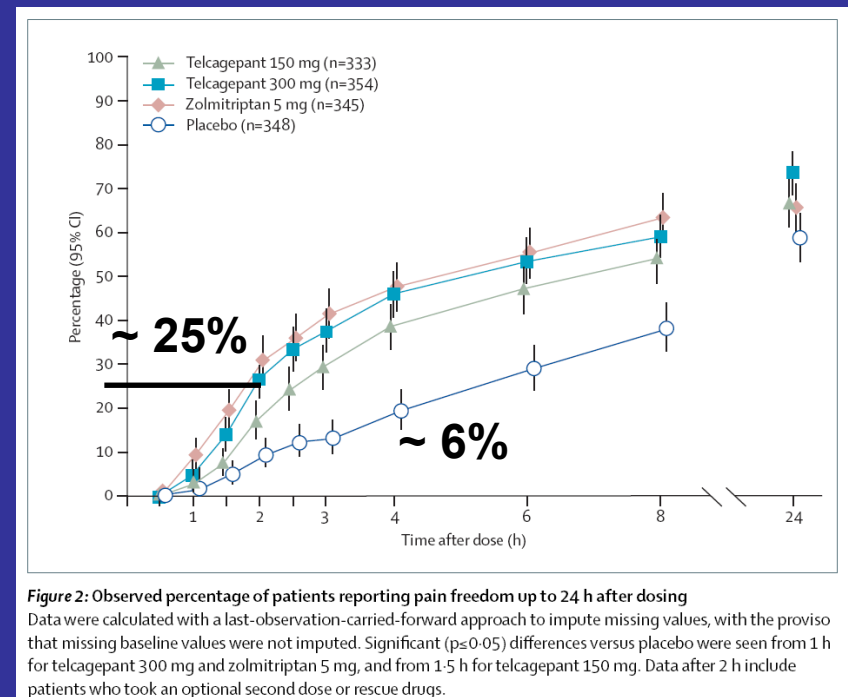 Telcagepant 150 mg (n=333)
Telcagepant 300 mg (n=354)
Zolmitriptan 5 mg (n=345)
Placebo (n=348)
Percentage (95% CI)
100
90
80
70
60
50
40
30
20
10
0
~ 25%
~ 6%
1
2
3
4
6
8
24
Time after dose (h)
Figure 2: Observed percentage of patients reporting pain freedom up to 24 h after dosing
Data were calculated with a last-observation-carried-forward approach to impute missing values, with the proviso
that missing baseline values were not imputed. Significant (p≤0·05) differences versus placebo were seen from 1 h
for telcagepant 300 mg and zolmitriptan 5 mg, and from 1·5 h for telcagepant 150 mg. Data after 2 h include
patients who took an optional second dose or rescue drugs.